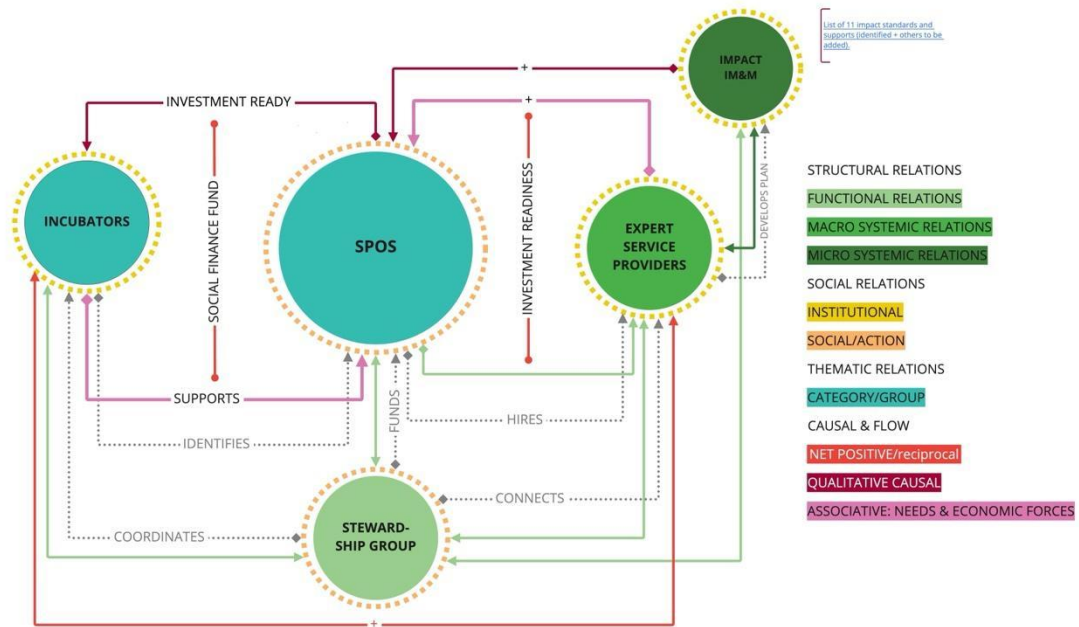 List of 11 impact standards and
supports (identified + others to be
added).
IMPACT
IM&M
+
INVESTMENT READY
+
INCUBATORS
SOCIAL FINANCE FUND
SPOS
INVESTMENT READINESS
EXPERT
SERVICE
PROVIDERS
DEVELOPS PLAN
SUPPORTS
IDENTIFIES
FUNDS
HIRES
CONNECTS
COORDINATES
STEWARD-
SHIP GROUP
+
STRUCTURAL RELATIONS
FUNCTIONAL RELATIONS
MACRO SYSTEMIC RELATIONS
MICRO SYSTEMIC RELATIONS
SOCIAL RELATIONS
INSTITUTIONAL
SOCIAL/ACTION
THEMATIC RELATIONS
CATEGORY/GROUP
CAUSAL & FLOW
NET POSITIVE/reciprocal
QUALITATIVE CAUSAL
ASSOCIATIVE: NEEDS & ECONOMIC FORCES